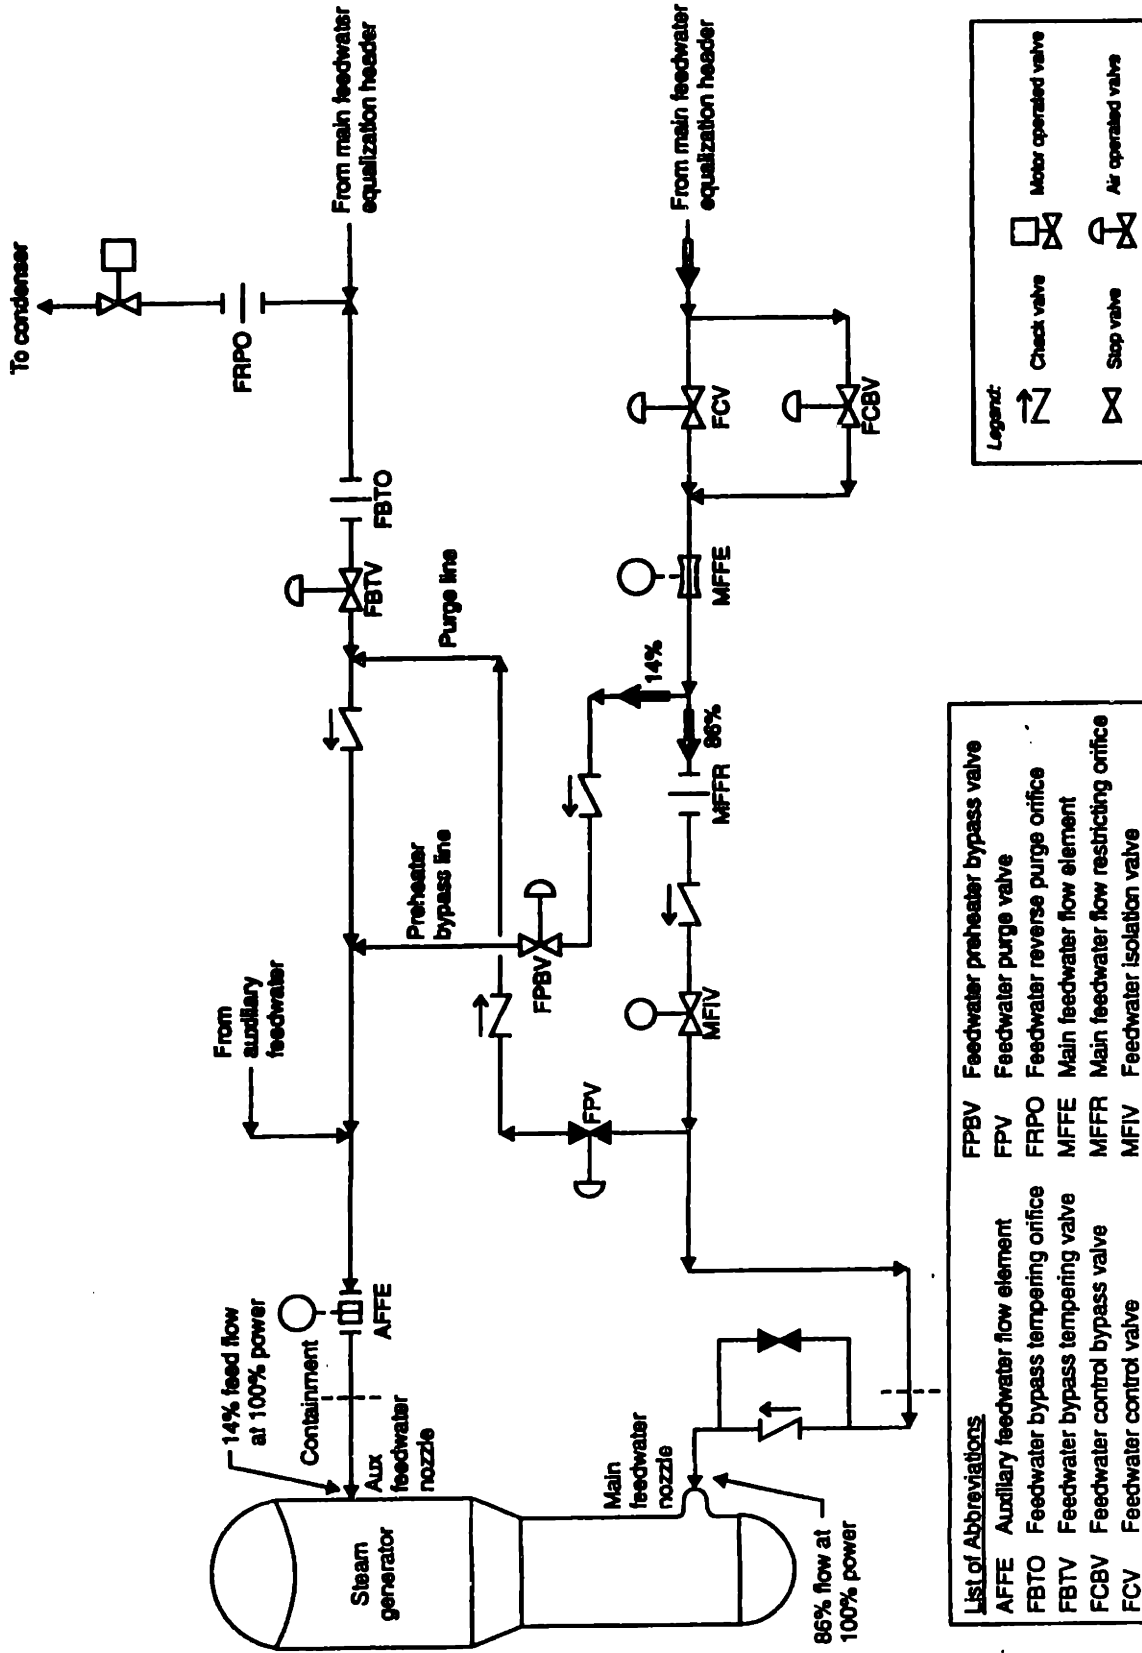 To condenser
FRPO
From main feedwater
equalization header
FBTO
FBTV
Purge line
Preheater
bypass line
From
auxiliary
feedwater
14% feed flow
at 100% power
Containment
AFFE
Aux
feedwater
nozzle
Steam
generator
From main feedwater
equalization header
FCV
FCBV
MFFE
14%
86%
MFFR
FPBV
MFIV
FPV
Main
feedwater
nozzle
86% flow at
100% power
List of Abbreviations
AFFE Auxiliary feedwater flow element
FBTO Feedwater bypass tempering orifice
FBTV Feedwater bypass tempering valve
FCBV Feedwater control bypass valve
FCV Feedwater control valve
FPBV Feedwater preheater bypass valve
FPV Feedwater purge valve
FRPO Feedwater reverse purge orifice
MFFE Main feedwater flow element
MFFR Main feedwater flow restricting orifice
MFIV Feedwater isolation valve
Legend:
Check valve
Motor operated valve
Stop valve
Air operated valve